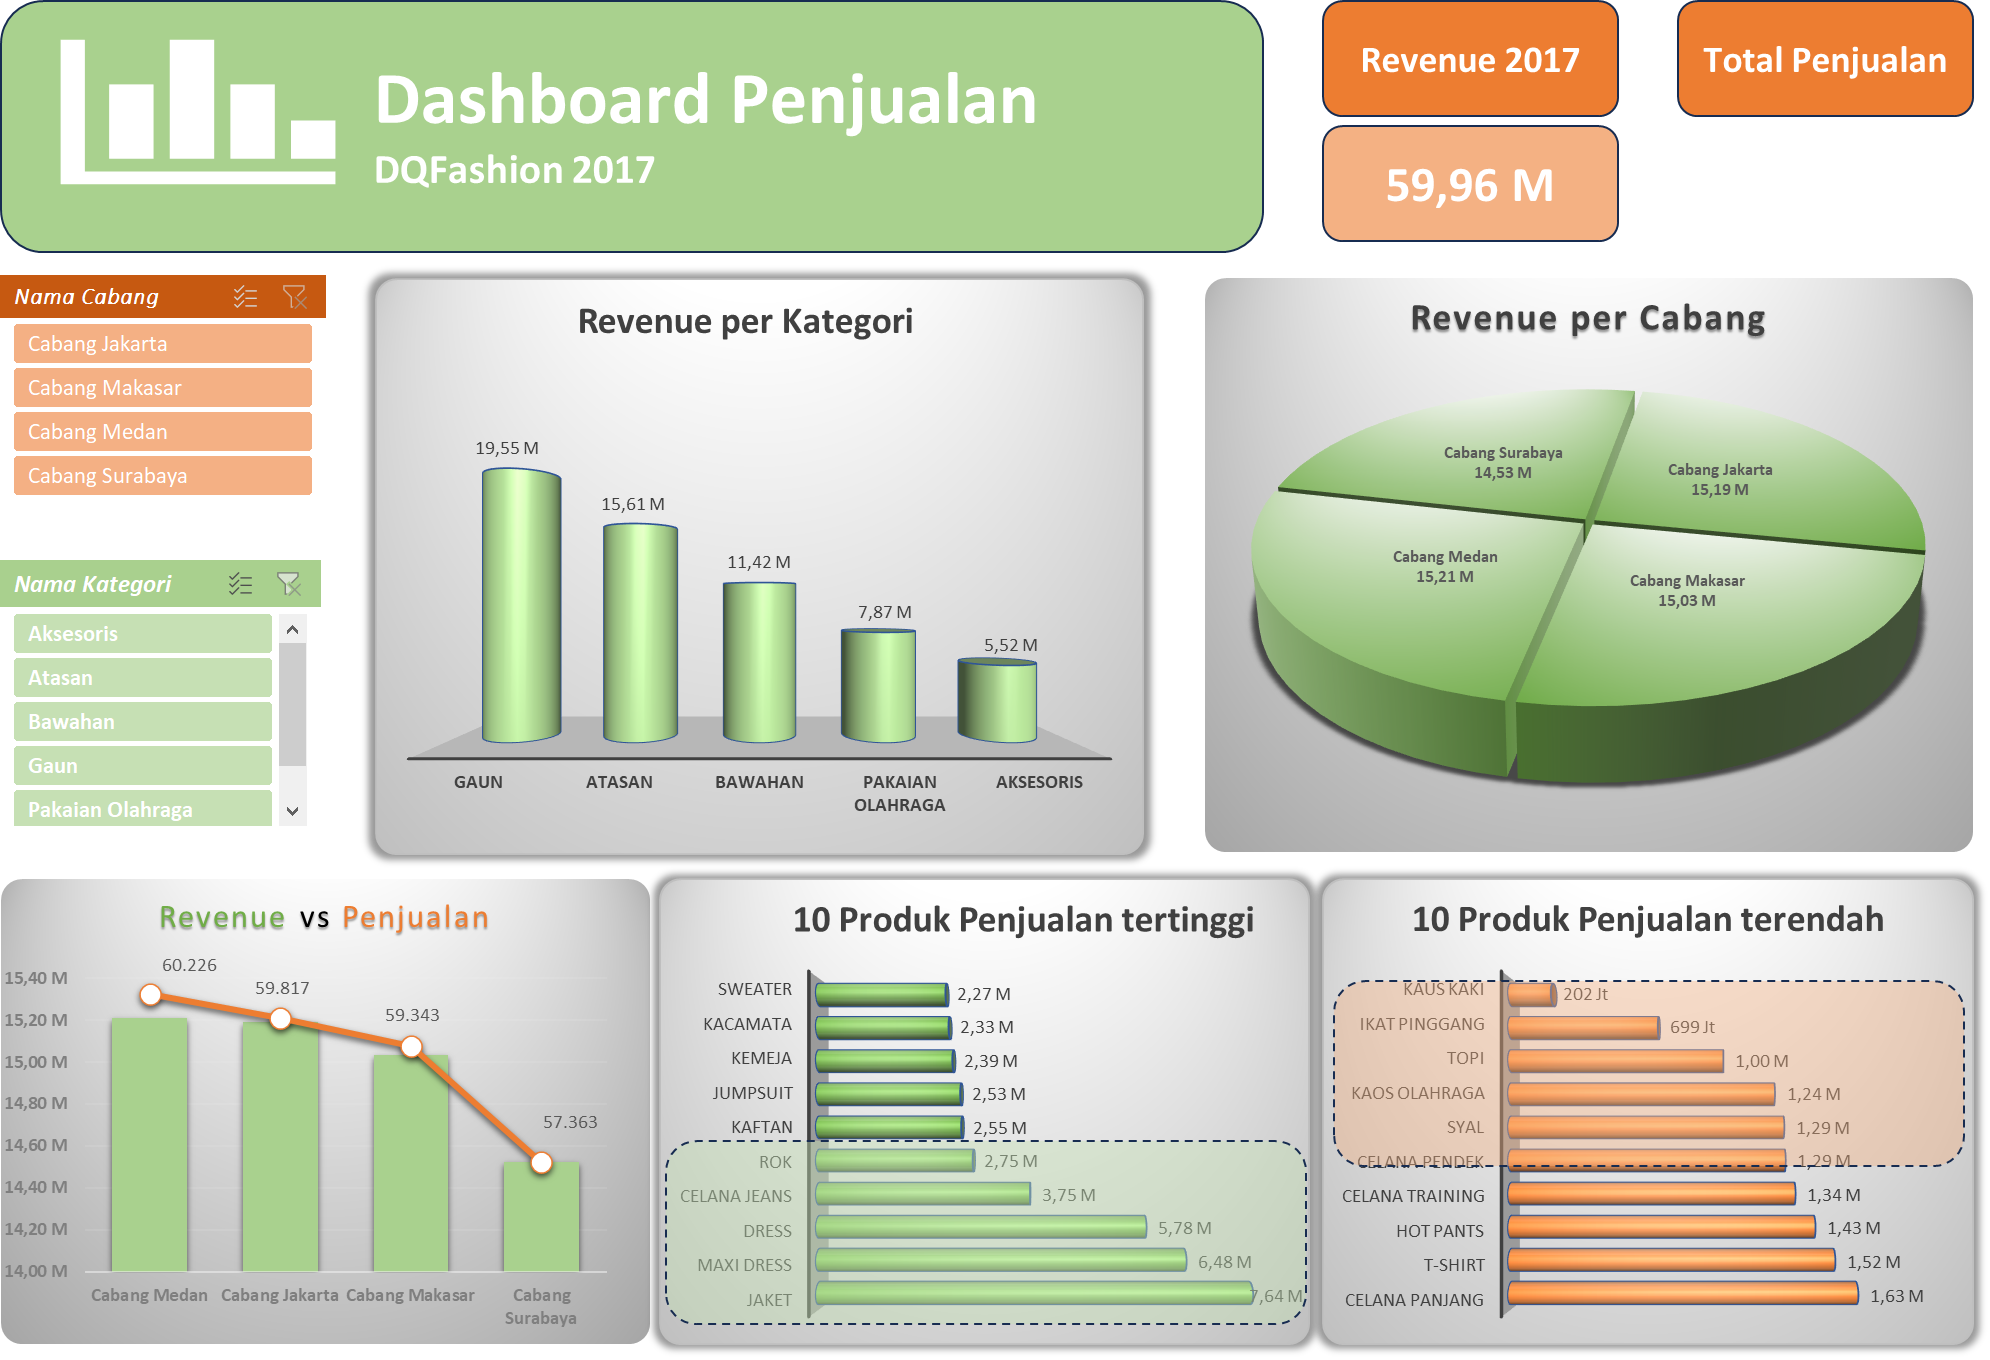 Dashboard Penjualan
DQFashion 2017
Revenue 2017
59,96 M
Total Penjualan
Nama Cabang
Cabang Jakarta
Cabang Makasar
Cabang Medan
Cabang Surabaya
Nama Kategori
Aksesoris
Atasan
Bawahan
Gaun
Pakaian Olahraga
Revenue per Kategori
19,55 M
15,61 M
11,42 M
7,87 M
5,52 M
GAUN
ATASAN
BAWAHAN
PAKAIAN
OLAHRAGA
AKSESORIS
Revenue per Cabang
Cabang Surabaya
14,53 M
Cabang Jakarta
15,19 M
Cabang Medan
15,21 M
Cabang Makasar
15,03 M
Revenue vs Penjualan
15,40 M
15,20 M
15,00 M
14,80 M
14,60 M
14,40 M
14,20 M
14,00 M
60.226
59.817
59.343
57.363
Cabang Medan
Cabang Jakarta
Cabang Makasar
Cabang
Surabaya
10 Produk Penjualan tertinggi
SWEATER 2,27 M
KACAMATA 2,33 M
KEMEJA 2,39 M
JUMPSUIT 2,53 M
KAFTAN 2,55 M
ROK 2,75 M
CELANA JEANS 3,75 M
DRESS 5,78 M
MAXI DRESS 6,48 M
JAKET 7,64 M
10 Produk Penjualan terendah
KAUS KAKI 202 Jt
IKAT PINGGANG 699 Jt
TOPI 1,00 M
KAOS OLAHRAGA 1,24 M
SYAL 1,29 M
CELANA PENDEK 1,29 M
CELANA TRAINING 1,34 M
HOT PANTS 1,43 M
T-SHIRT 1,52 M
CELANA PANJANG 1,63 M